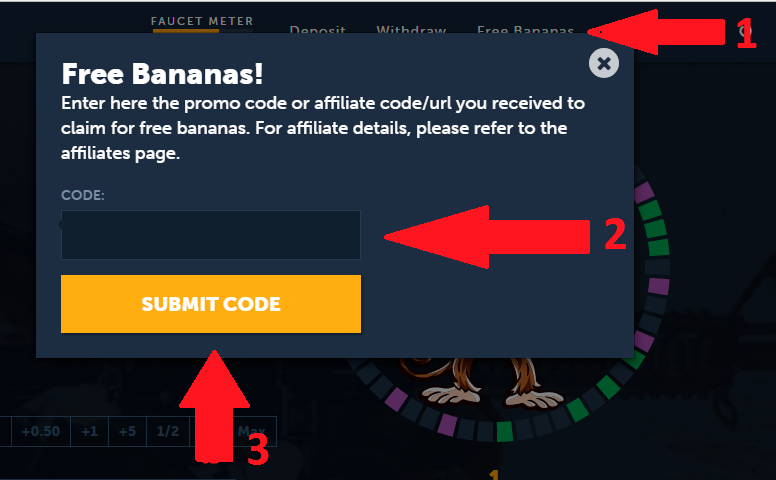 FAUCET METER
Deposit Withdraw Free Bananas
1
Free Bananas!
Enter here the promo code or affiliate code/url you received to
claim for free bananas. For affiliate details, please refer to the
affiliates page.
CODE:
2
SUBMIT CODE
+0.50 +1 +5 1/2 Max
3
1